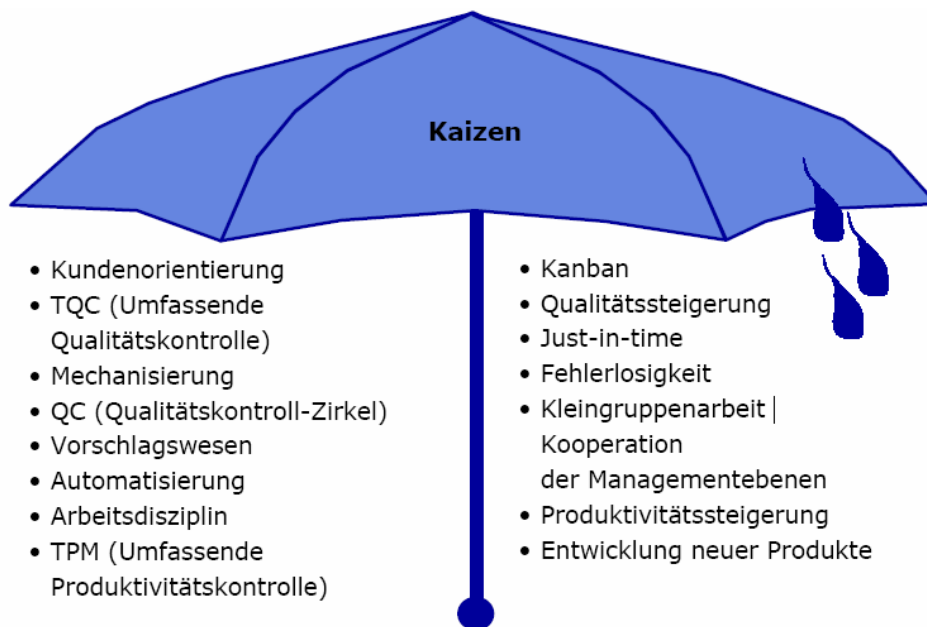 Kaizen
• Kundenorientierung
• TQC (Umfassende
Qualitätskontrolle)
• Mechanisierung
• QC (Qualitätskontroll-Zirkel)
• Vorschlagswesen
• Automatisierung
• Arbeitsdisziplin
• TPM (Umfassende
Produktivitätskontrolle)
• Kanban
• Qualitätssteigerung
• Just-in-time
• Fehlerlosigkeit
• Kleingruppenarbeit|
Kooperation
der Managementebenen
• Produktivitätssteigerung
• Entwicklung neuer Produkte